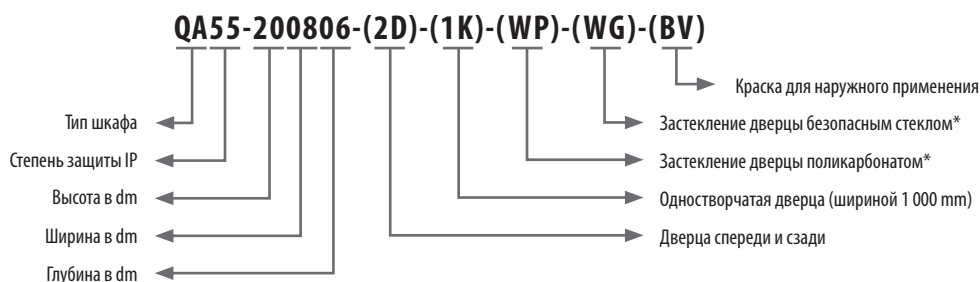 QA55-200806-(2D)-(1K)-(WP)-(WG)-(BV)
Краска для наружного применения
Тип шкафа
Застекление дверцы безопасным стеклом*
Степень защиты IP
Застекление дверцы поликарбонатом*
Высота в dm
Одностворчатая дверца (шириной 1 000 mm)
Ширина в dm
Дверца спереди и сзади
Глубина в dm